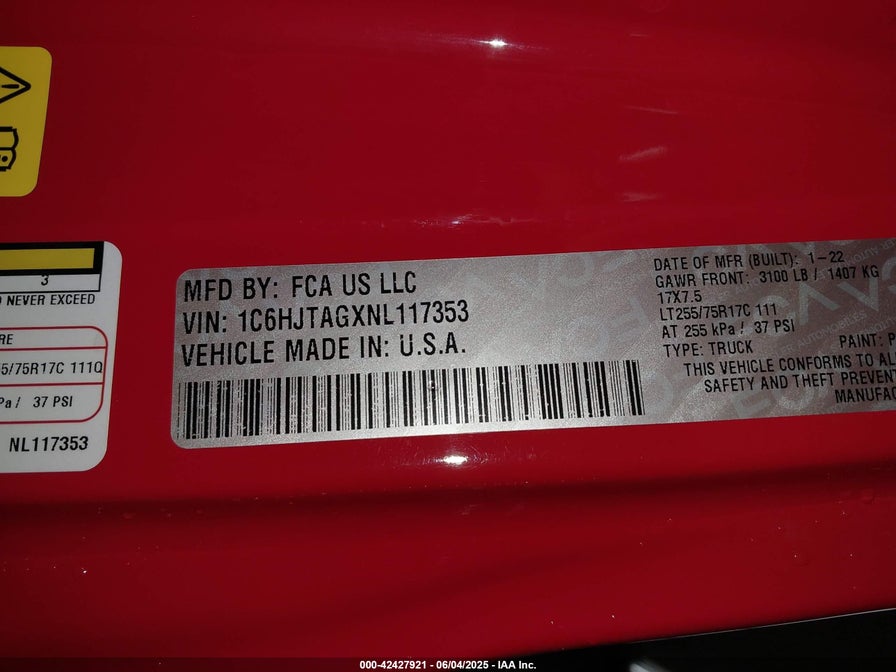 3
D NEVER EXCEED
RE
55/75R17C 111Q
Pa / 37 PSI
NL117353
MFD BY: FCA US LLC
VIN: 1C6HJTAGXNL117353
VEHICLE MADE IN: U.S.A.
DATE OF MFR (BUILT): 1-22
GAWR FRONT: 3100 LB / 1407 KG
17X7.5
LT255/75R17C 111
AT 255 kPa / 37 PSI
TYPE: TRUCK PAINT: P
THIS VEHICLE CONFORMS TO AL
SAFETY AND THEFT PREVENT
MANUFAC
000-42427921 - 06/04/2025 - IAA Inc.